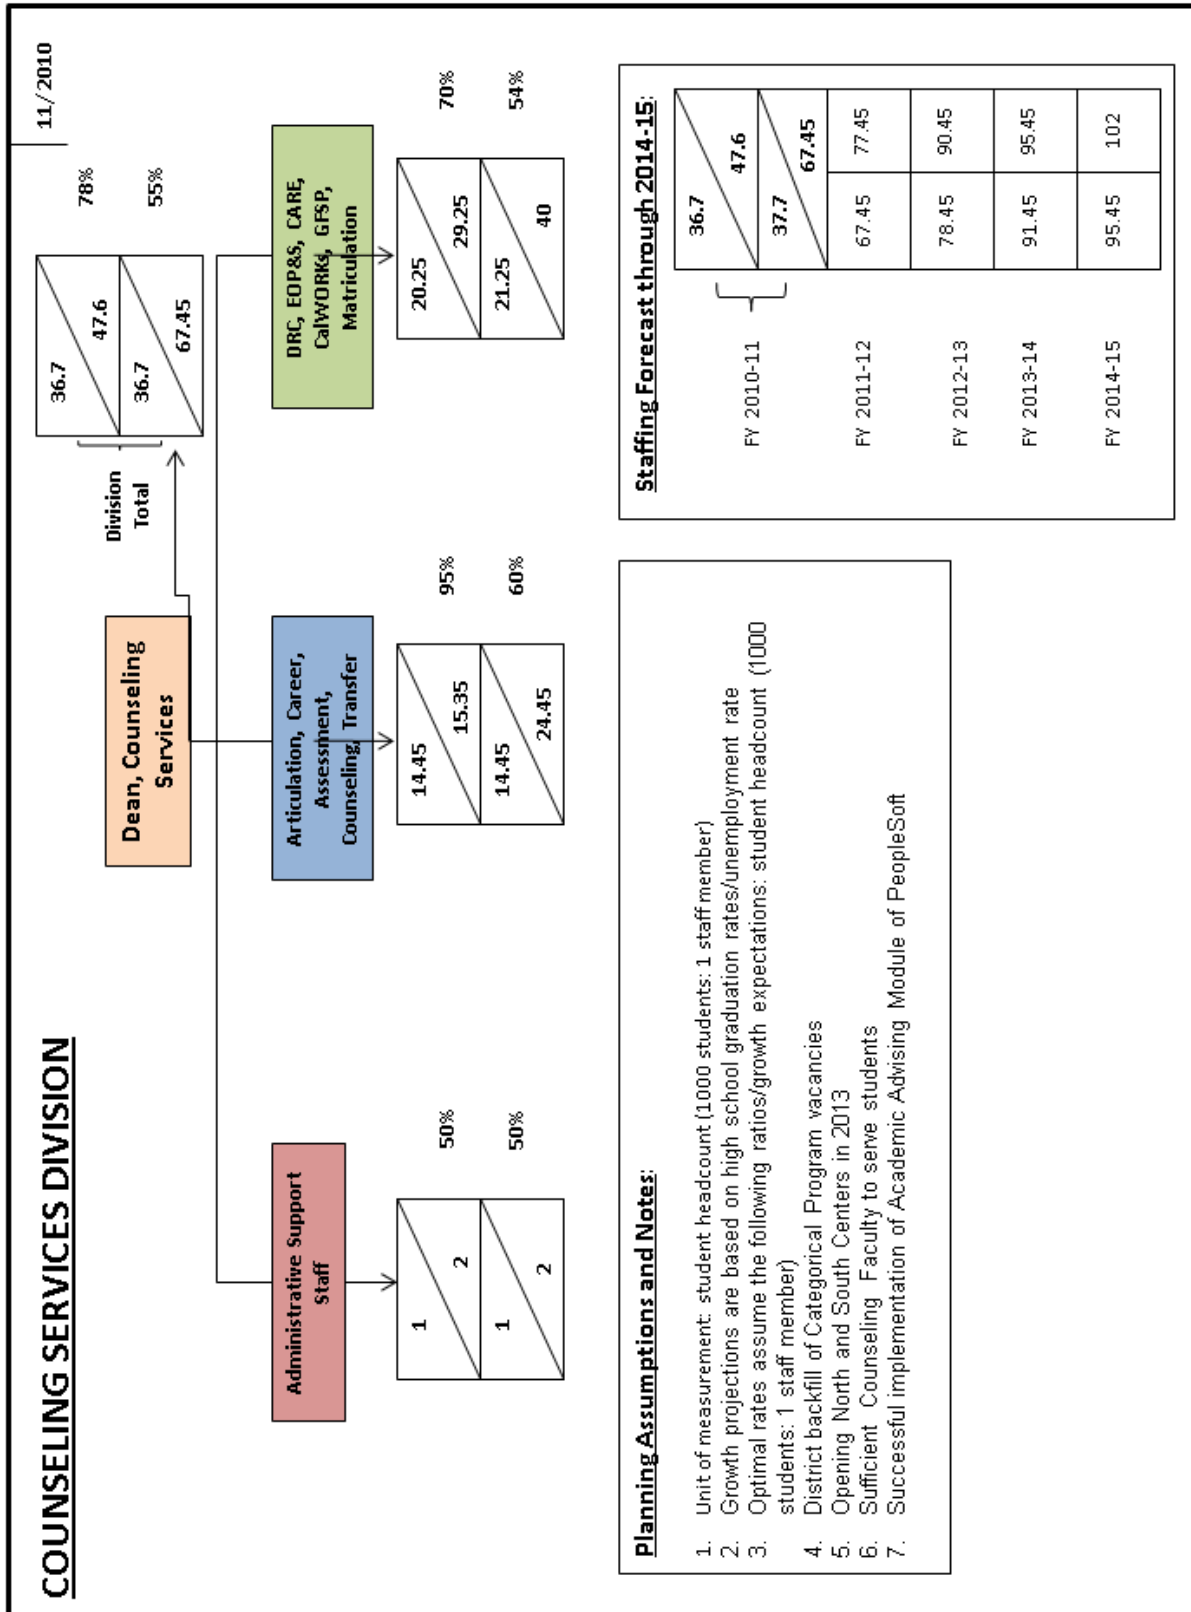 COUNSELING SERVICES DIVISION
11/2010
Dean, Counseling
Services
Division
Total
36.7
47.6
78%
36.7
67.45
55%
Administrative Support
Staff
1
2
50%
1
2
50%
Articulation, Career,
Assessment,
Counseling, Transfer
14.45
15.35
95%
14.45
24.45
60%
DRC, EOP&S, CARE,
CalWORKs, GFSP,
Matriculation
20.25
29.25
70%
21.25
40
54%
Planning Assumptions and Notes:
1. Unit of measurement: student headcount (1000 students: 1 staff member)
2. Growth projections are based on high school graduation rates/unemployment rate
3. Optimal rates assume the following ratios/growth expectations: student headcount (1000
students: 1 staff member)
4. District backfill of Categorical Program vacancies
5. Opening North and South Centers in 2013
6. Sufficient Counseling Faculty to serve students
7. Successful implementation of Academic Advising Module of PeopleSoft
Staffing Forecast through 2014-15:
FY 2010-11
36.7
47.6
37.7
67.45
FY 2011-12 67.45 77.45
FY 2012-13 78.45 90.45
FY 2013-14 91.45 95.45
FY 2014-15 95.45 102